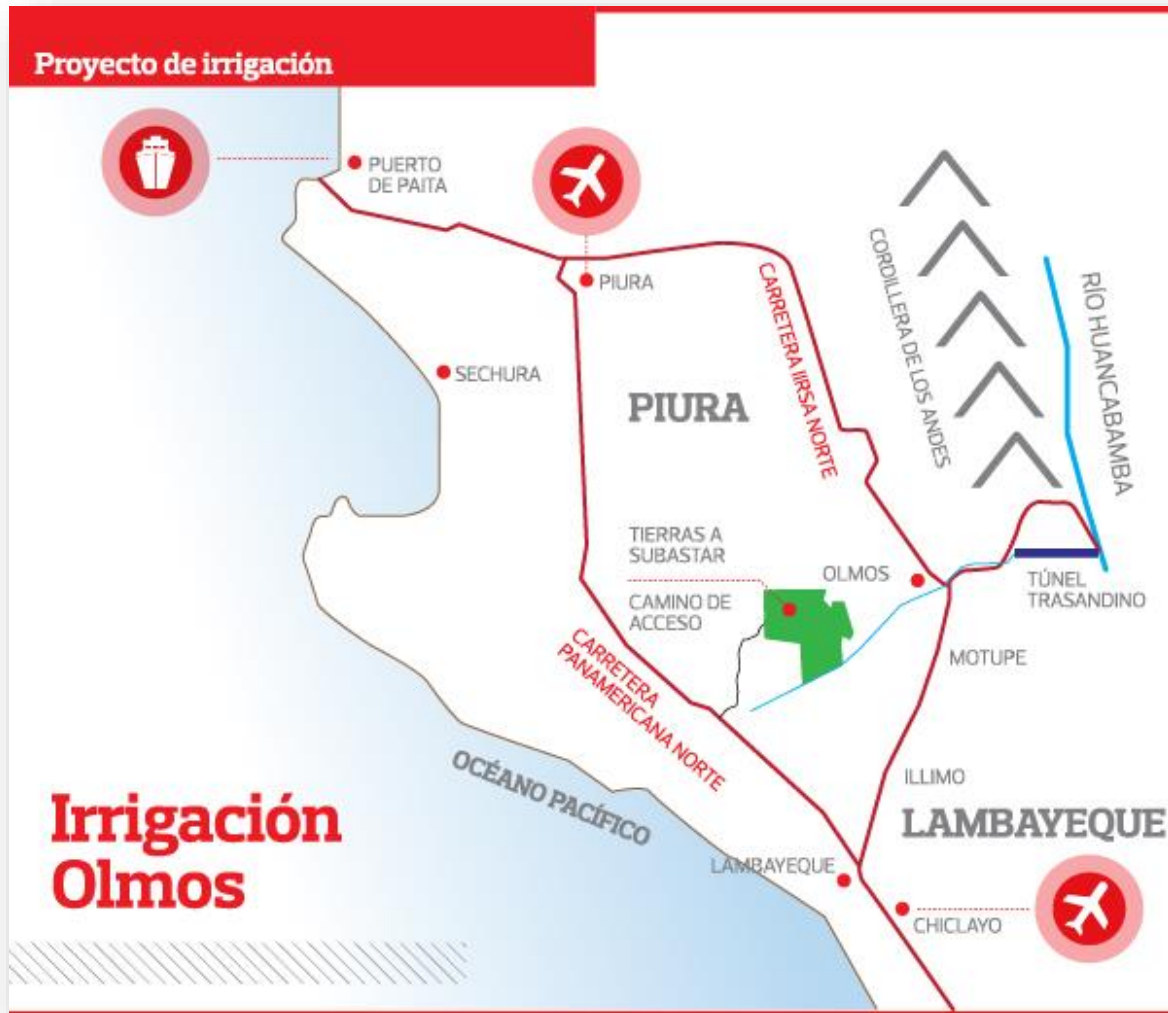 Proyecto de irrigación
PUERTO
DE PAITA
PIURA
SECHURA
CARRETERA IIRSA NORTE
CORDILLERA DE LOS ANDES
RÍO HUANCABAMBA
PIURA
TIERRAS A
SUBASTAR
CAMINO DE
ACCESO
OLMOS
TÚNEL
TRASANDINO
MOTUPE
CARRETERA
PANAMERICANA NORTE
OCÉANO PACÍFICO
ILLIMO
LAMBAYEQUE
LAMBAYEQUE
CHICLAYO
Irrigación
Olmos